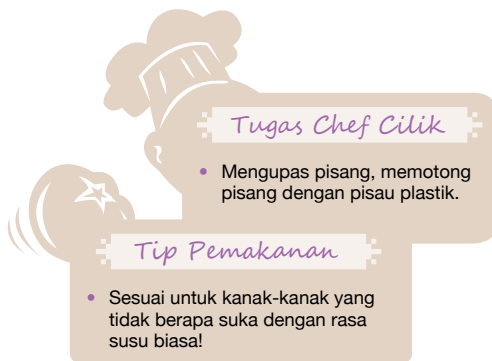 Tugas Chef Cilik
• Mengupas pisang, memotong
pisang dengan pisau plastik.
Tip Pemakanan
• Sesuai untuk kanak-kanak yang
tidak berapa suka dengan rasa
susu biasa!